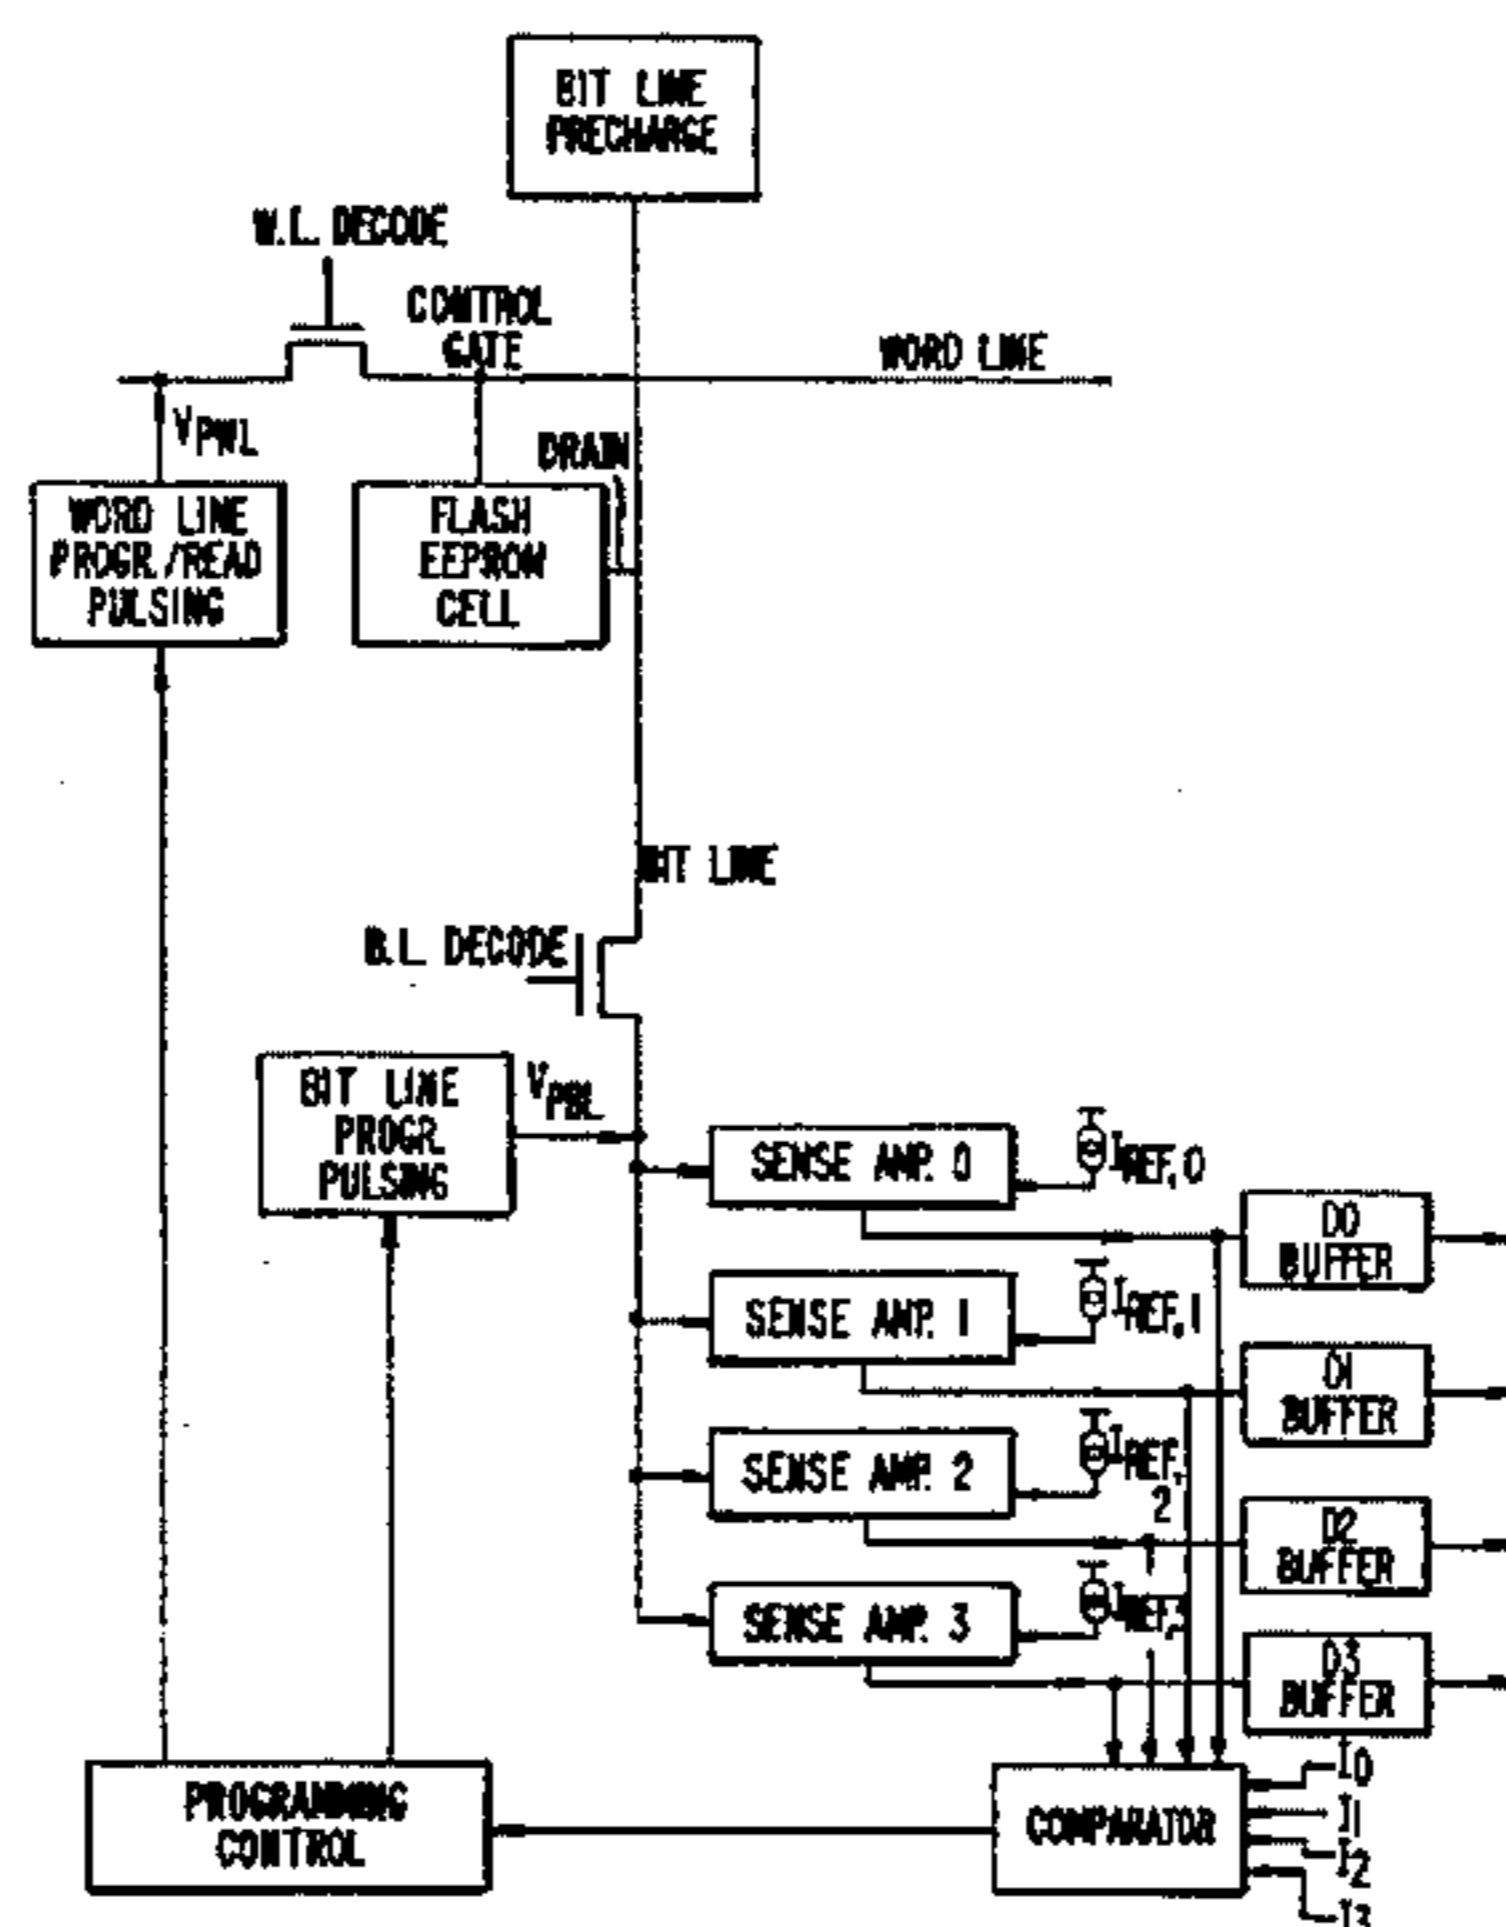 BIT LINE
PRECHARGE
W.L. DECODE
CONTROL
GATE
WORD LINE
VPWL
DRAIN
WORD LINE
PROGR./READ
PULSING
FLASH
EEPROM
CELL
BIT LINE
B.L. DECODE
BIT LINE
PROGR.
PULSING
VPBL
SENSE AMP. 0
IREF,0
D0
BUFFER
SENSE AMP. 1
IREF,1
D1
BUFFER
SENSE AMP. 2
IREF,
2
D2
BUFFER
SENSE AMP. 3
IREF,3
D3
BUFFER
PROGRAMMING
CONTROL
COMPARATOR
I0
I1
I2
I3